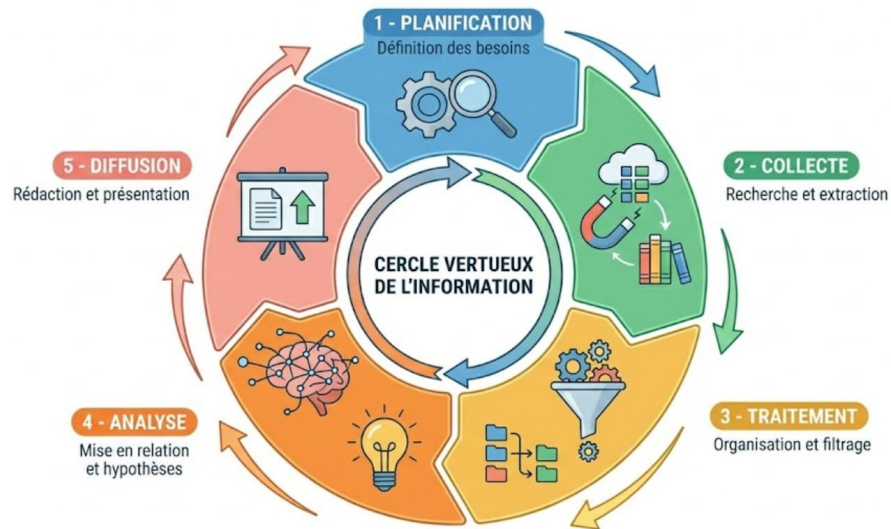 1 - PLANIFICATION
Définition des besoins
2 - COLLECTE
Recherche et extraction
3 - TRAITEMENT
Organisation et filtrage
4 - ANALYSE
Mise en relation
et hypothèses
5 - DIFFUSION
Rédaction et présentation
CERCLE VERTUEUX
DE L'INFORMATION